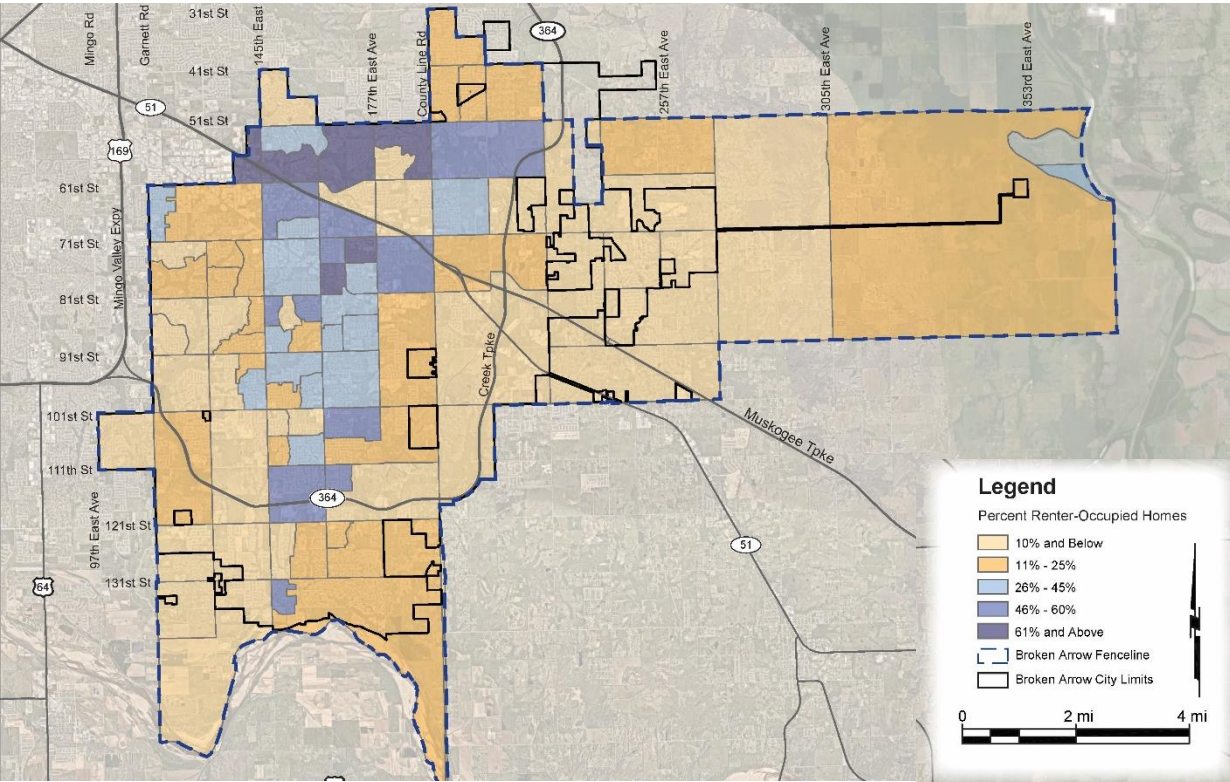 31st St
41st St
51st St
61st St
71st St
81st St
91st St
101st St
111th St
121st St
131st St
Mingo Rd
Garnett Rd
145th East
177th East Ave
County Line Rd
257th East Ave
305th East Ave
353rd East Ave
Mingo Valley Expy
97th East Ave
Creek Tpke
Muskogee Tpke
364
51
169
364
51
64
Legend
Percent Renter-Occupied Homes
10% and Below
11% - 25%
26% - 45%
46% - 60%
61% and Above
Broken Arrow Fenceline
Broken Arrow City Limits
0 2 mi 4 mi